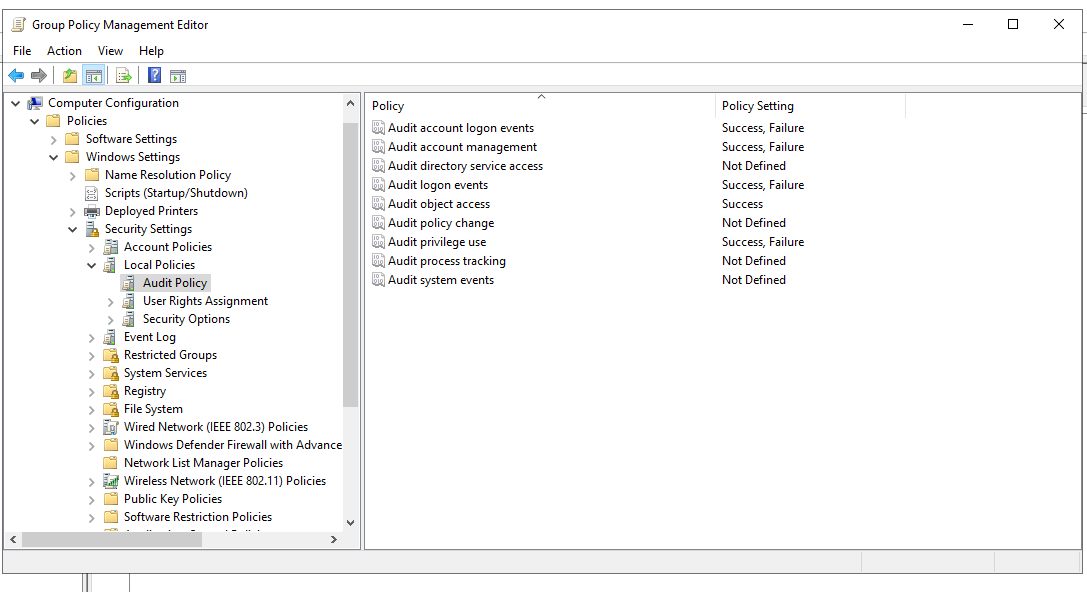 Group Policy Management Editor
File Action View Help
Computer Configuration
Policies
Software Settings
Windows Settings
Name Resolution Policy
Scripts (Startup/Shutdown)
Deployed Printers
Security Settings
Account Policies
Local Policies
Audit Policy
User Rights Assignment
Security Options
Event Log
Restricted Groups
System Services
Registry
File System
Wired Network (IEEE 802.3) Policies
Windows Defender Firewall with Advance
Network List Manager Policies
Wireless Network (IEEE 802.11) Policies
Public Key Policies
Software Restriction Policies
Policy Policy Setting
Audit account logon events Success, Failure
Audit account management Success, Failure
Audit directory service access Not Defined
Audit logon events Success, Failure
Audit object access Success
Audit policy change Not Defined
Audit privilege use Success, Failure
Audit process tracking Not Defined
Audit system events Not Defined